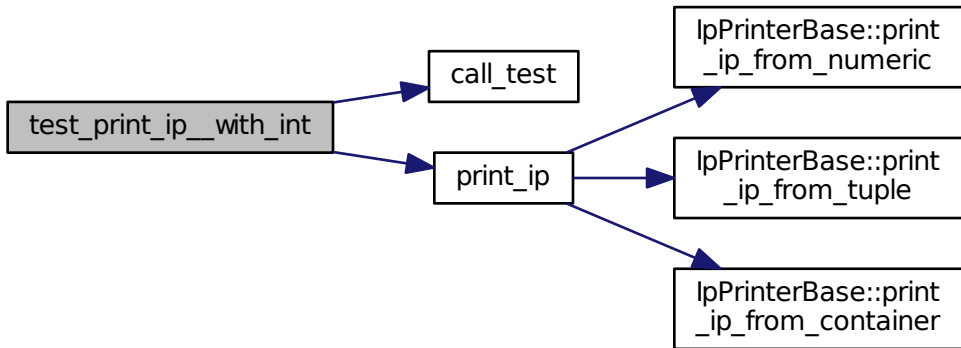 IpPrinterBase::print
_ip_from_numeric
call_test
test_print_ip__with_int
print_ip
IpPrinterBase::print
_ip_from_tuple
IpPrinterBase::print
_ip_from_container